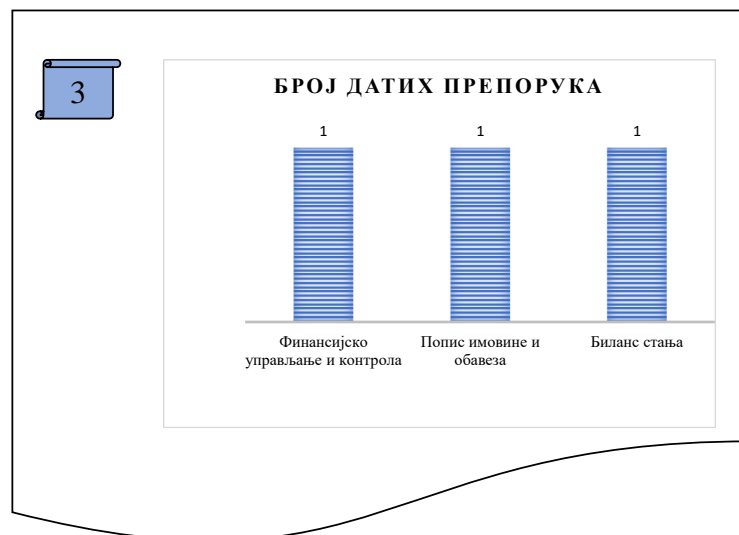 3
БРОЈ ДАТИХ ПРЕПОРУКА
1 1 1
Финансијско
управљање и контрола
Попис имовине и
обавеза
Биланс стања